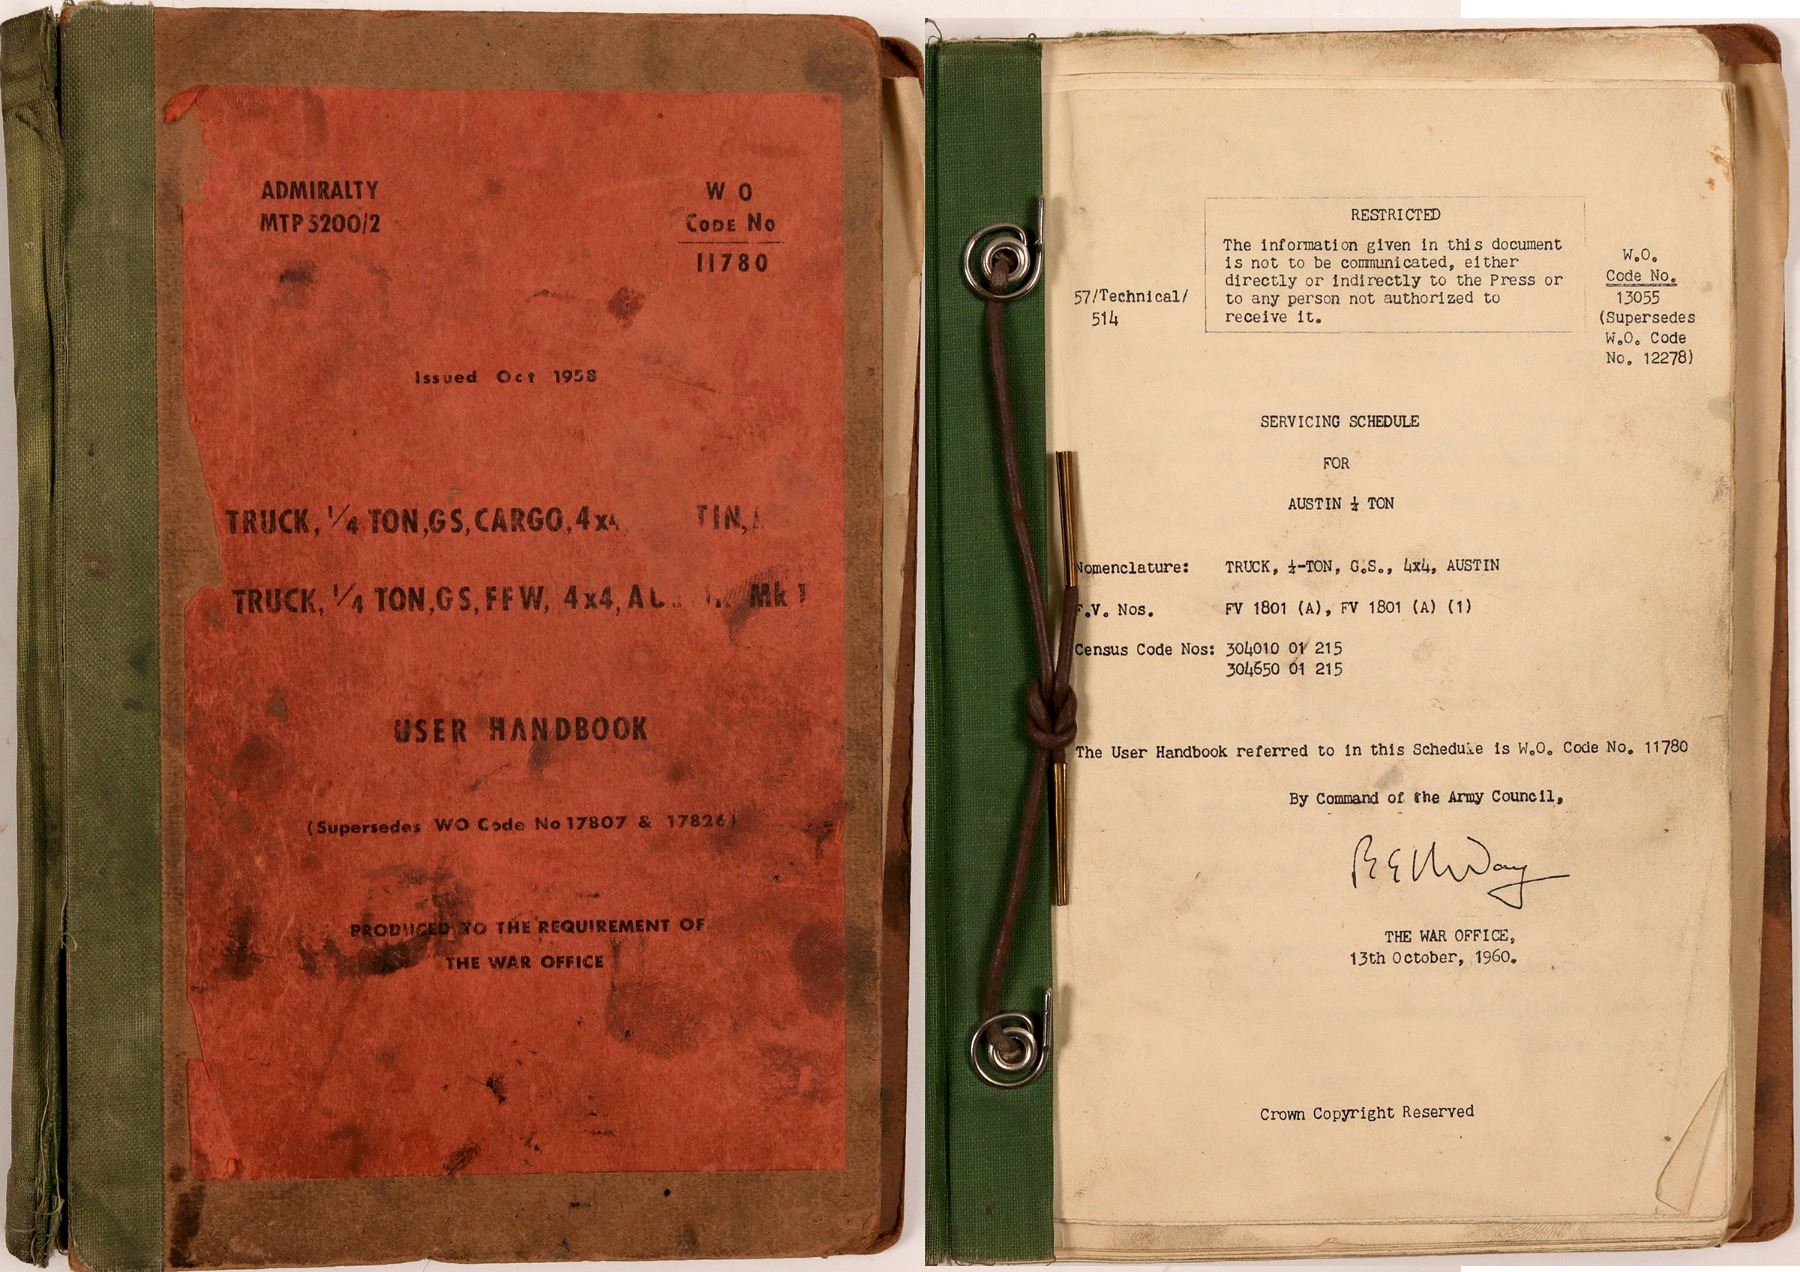 ADMIRALTY
MTP 5200/2
W O
CODE No
11780
Issued Oct 1958
TRUCK, 1/4 TON, GS, CARGO, 4x4,
TRUCK, 1/4 TON, GS, FFW, 4x4, Mk 1
USER HANDBOOK
(Supersedes WO Code No 17807 & 17826)
PRODUCED TO THE REQUIREMENT OF
THE WAR OFFICE
RESTRICTED
The information given in this document
is not to be communicated, either
directly or indirectly to the Press or
to any person not authorized to
receive it.
57/Technical/
514
W.O.
Code No.
13055
(Supersedes
W.O. Code
No. 12278)
SERVICING SCHEDULE
FOR
AUSTIN ¼ TON
Nomenclature: TRUCK, ¼-TON, G.S., 4x4, AUSTIN
F.V. Nos. FV 1801 (A), FV 1801 (A) (1)
Census Code Nos: 304010 01 215
304650 01 215
The User Handbook referred to in this Schedule is W.O. Code No. 11780
By Command of the Army Council,
THE WAR OFFICE,
13th October, 1960.
Crown Copyright Reserved